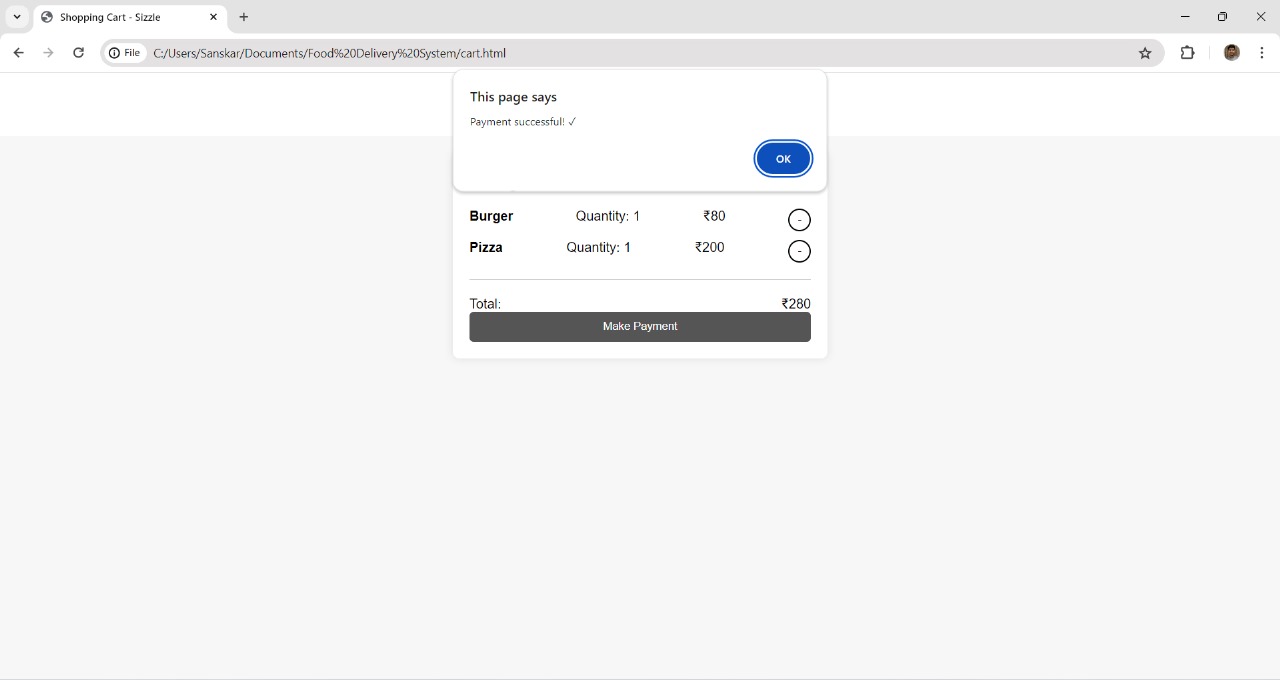 Shopping Cart - Sizzle
File C:/Users/Sanskar/Documents/Food%20Delivery%20System/cart.html
This page says
Payment successful! ✓
OK
Burger Quantity: 1 ₹80 -
Pizza Quantity: 1 ₹200 -
Total: ₹280
Make Payment